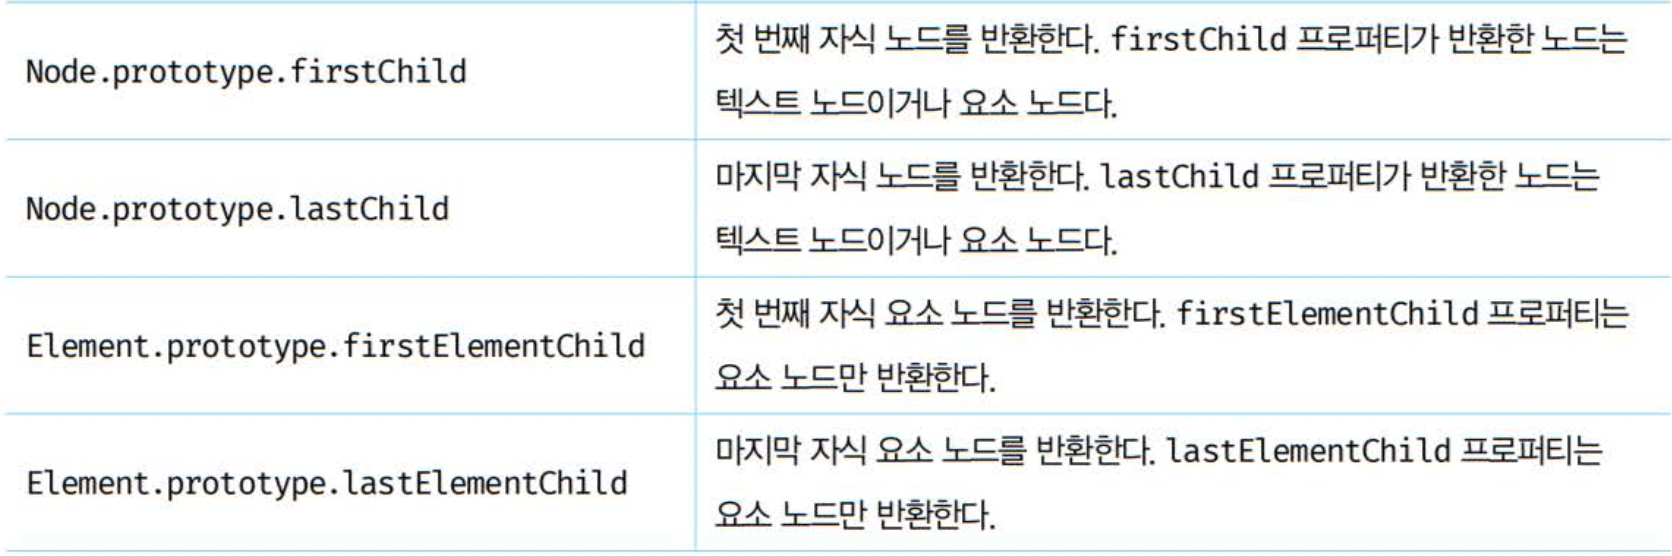 Node.prototype.firstChild
첫 번째 자식 노드를 반환한다. firstChild 프로퍼티가 반환한 노드는
텍스트 노드이거나 요소 노드다.
Node.prototype.lastChild
마지막 자식 노드를 반환한다. lastChild 프로퍼티가 반환한 노드는
텍스트 노드이거나 요소 노드다.
Element.prototype.firstElementChild
첫 번째 자식 요소 노드를 반환한다. firstElementChild 프로퍼티는
요소 노드만 반환한다.
Element.prototype.lastElementChild
마지막 자식 요소 노드를 반환한다. lastElementChild 프로퍼티는
요소 노드만 반환한다.